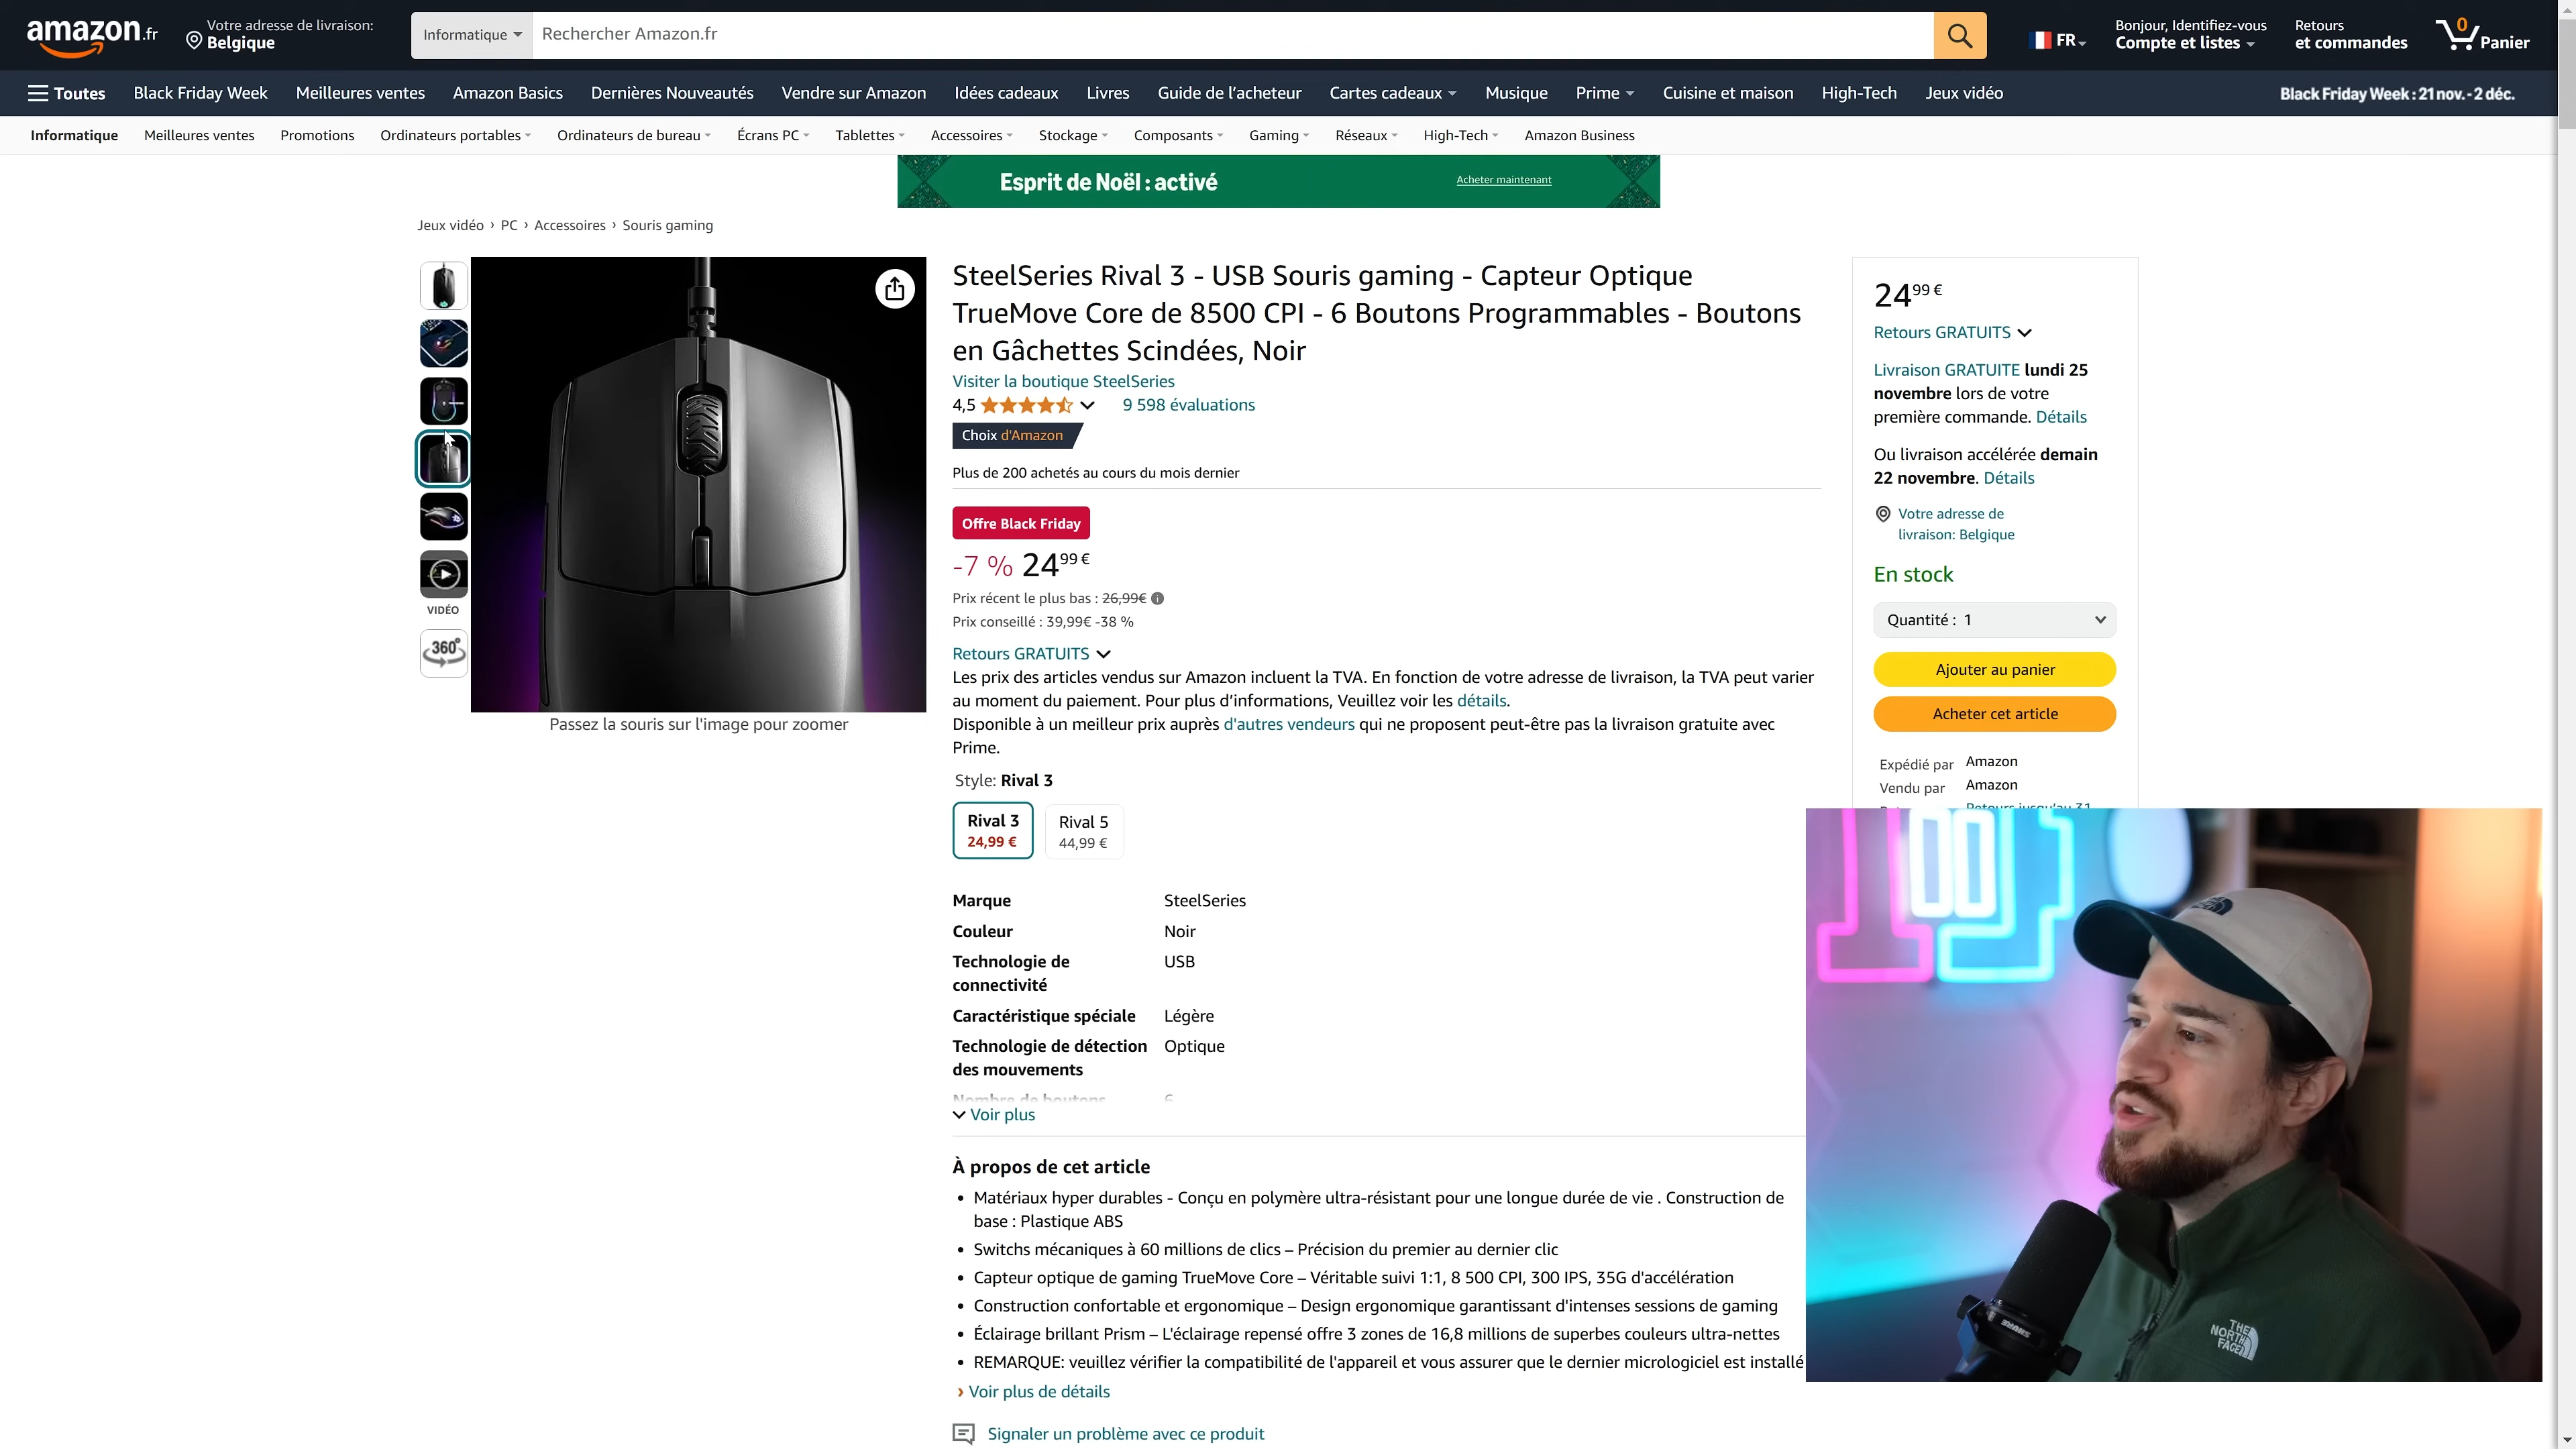 amazon.fr
Votre adresse de livraison:
Belgique
Informatique
Rechercher Amazon.fr
FR
Bonjour, Identifiez-vous
Compte et listes
Retours
et commandes
0
Panier
Toutes
Black Friday Week
Meilleures ventes
Amazon Basics
Dernières Nouveautés
Vendre sur Amazon
Idées cadeaux
Livres
Guide de l’acheteur
Cartes cadeaux
Musique
Prime
Cuisine et maison
High-Tech
Jeux vidéo
Black Friday Week : 21 nov. - 2 déc.
Informatique
Meilleures ventes
Promotions
Ordinateurs portables
Ordinateurs de bureau
Écrans PC
Tablettes
Accessoires
Stockage
Composants
Gaming
Réseaux
High-Tech
Amazon Business
Esprit de Noël : activé
Acheter maintenant
Jeux vidéo › PC › Accessoires › Souris gaming
VIDÉO
360°
Passez la souris sur l'image pour zoomer
SteelSeries Rival 3 - USB Souris gaming - Capteur Optique
TrueMove Core de 8500 CPI - 6 Boutons Programmables - Boutons
en Gâchettes Scindées, Noir
Visiter la boutique SteelSeries
4,5
9 598 évaluations
Choix d'Amazon
Plus de 200 achetés au cours du mois dernier
Offre Black Friday
-7 % 24,99 €
Prix récent le plus bas : 26,99€
Prix conseillé : 39,99€ -38 %
Retours GRATUITS
Les prix des articles vendus sur Amazon incluent la TVA. En fonction de votre adresse de livraison, la TVA peut varier
au moment du paiement. Pour plus d’informations, Veuillez voir les détails.
Disponible à un meilleur prix auprès d'autres vendeurs qui ne proposent peut-être pas la livraison gratuite avec
Prime.
Style: Rival 3
Rival 3
24,99 €
Rival 5
44,99 €
Marque SteelSeries
Couleur Noir
Technologie de USB
connectivité
Caractéristique spéciale Légère
Technologie de détection Optique
des mouvements
Nombre de boutons 6
Voir plus
À propos de cet article
• Matériaux hyper durables - Conçu en polymère ultra-résistant pour une longue durée de vie . Construction de
base : Plastique ABS
• Switchs mécaniques à 60 millions de clics – Précision du premier au dernier clic
• Capteur optique de gaming TrueMove Core – Véritable suivi 1:1, 8 500 CPI, 300 IPS, 35G d'accélération
• Construction confortable et ergonomique – Design ergonomique garantissant d'intenses sessions de gaming
• Éclairage brillant Prism – L'éclairage repensé offre 3 zones de 16,8 millions de superbes couleurs ultra-nettes
• REMARQUE: veuillez vérifier la compatibilité de l'appareil et vous assurer que le dernier micrologiciel est installé
› Voir plus de détails
Signaler un problème avec ce produit
24,99 €
Retours GRATUITS
Livraison GRATUITE lundi 25
novembre lors de votre
première commande. Détails
Ou livraison accélérée demain
22 novembre. Détails
Votre adresse de
livraison: Belgique
En stock
Quantité : 1
Ajouter au panier
Acheter cet article
Expédié par Amazon
Vendu par Amazon
Retours jusqu’au 31
SHURE
THE
NORTH
FACE